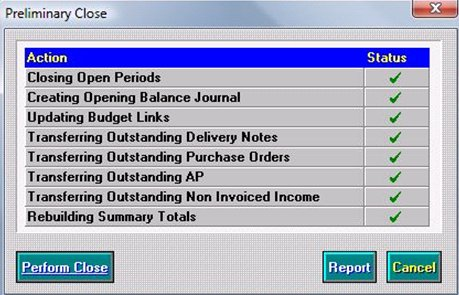 Preliminary Close
Action Status
Closing Open Periods
Creating Opening Balance Journal
Updating Budget Links
Transferring Outstanding Delivery Notes
Transferring Outstanding Purchase Orders
Transferring Outstanding AP
Transferring Outstanding Non Invoiced Income
Rebuilding Summary Totals
Perform Close Report Cancel